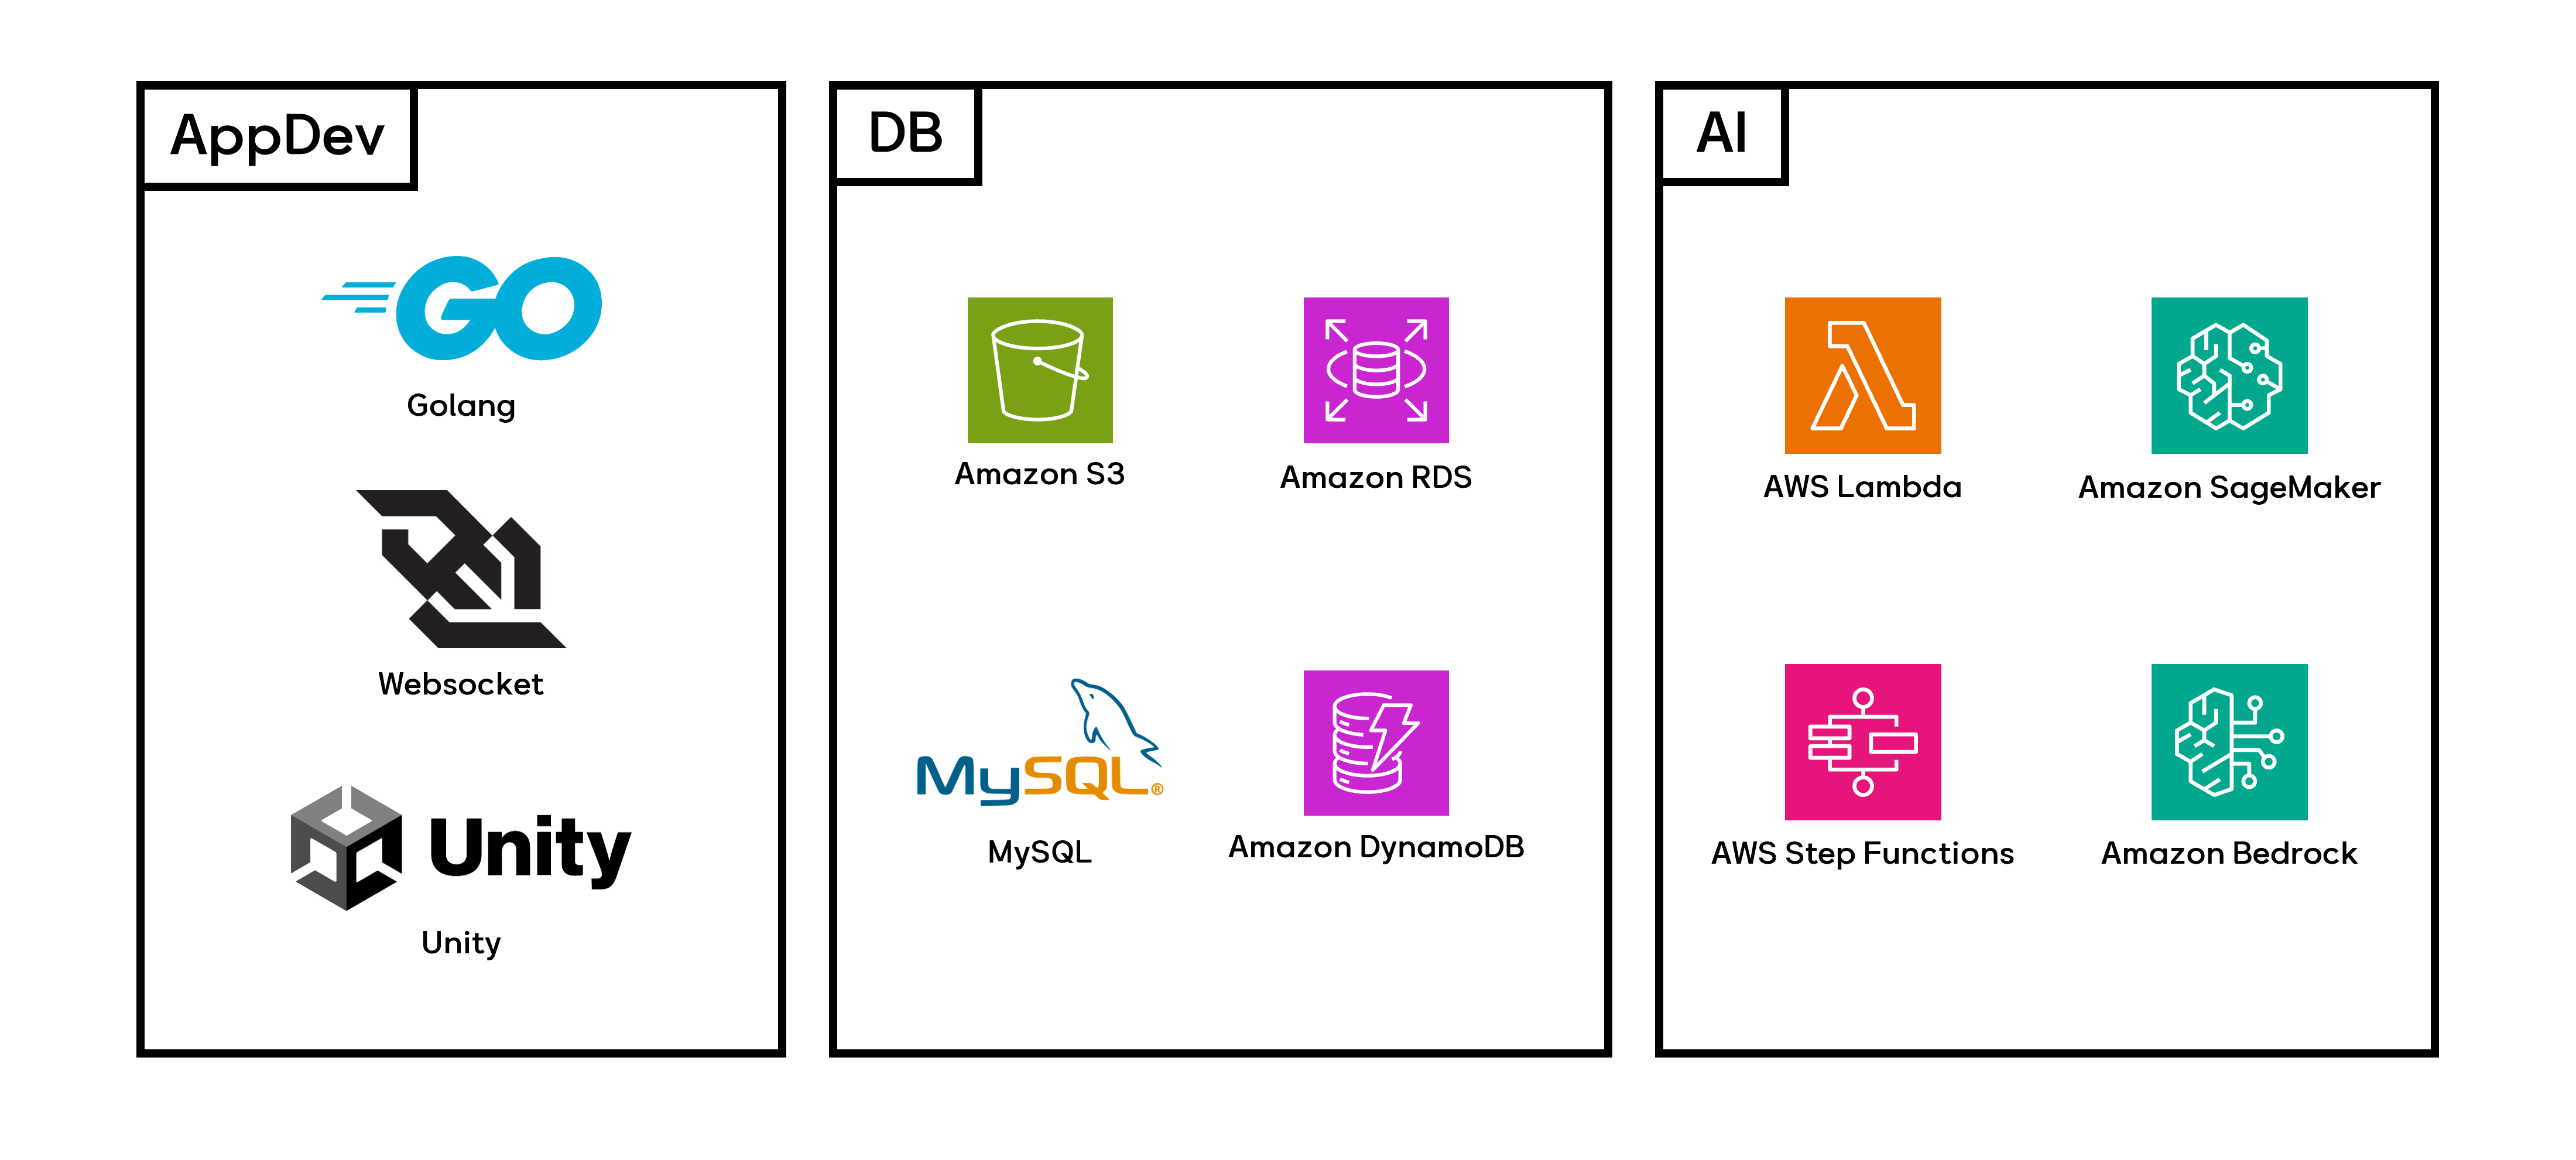 AppDev
GO
Golang
Websocket
Unity
Unity
DB
Amazon S3
Amazon RDS
MySQL®
MySQL
Amazon DynamoDB
AI
AWS Lambda
Amazon SageMaker
AWS Step Functions
Amazon Bedrock